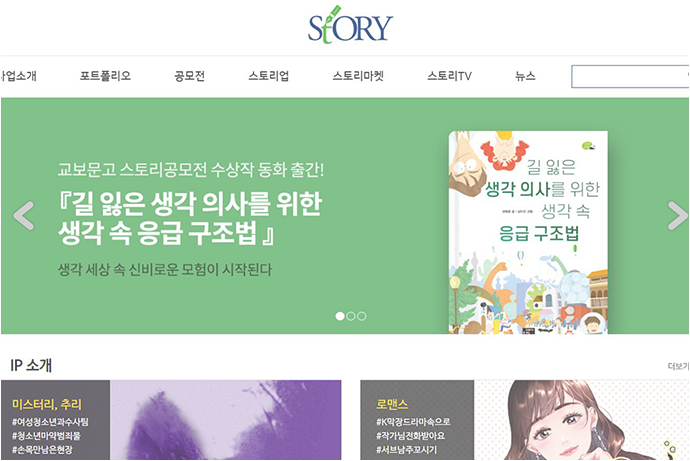 StORY
사업소개 포트폴리오 공모전 스토리업 스토리마켓 스토리TV 뉴스
교보문고 스토리공모전 수상작 동화 출간!
『길 잃은 생각 의사를 위한
생각 속 응급 구조법 』
생각 세상 속 신비로운 모험이 시작된다
길 잃은
생각 의사를 위한
생각 속
응급 구조법
IP 소개
더보기
미스터리, 추리
#여성청소년과수사팀
#청소년마약범죄물
#손목만남은현장
로맨스
#K막장드라마속으로
#작가님전화받아요
#서브남주꼬시기